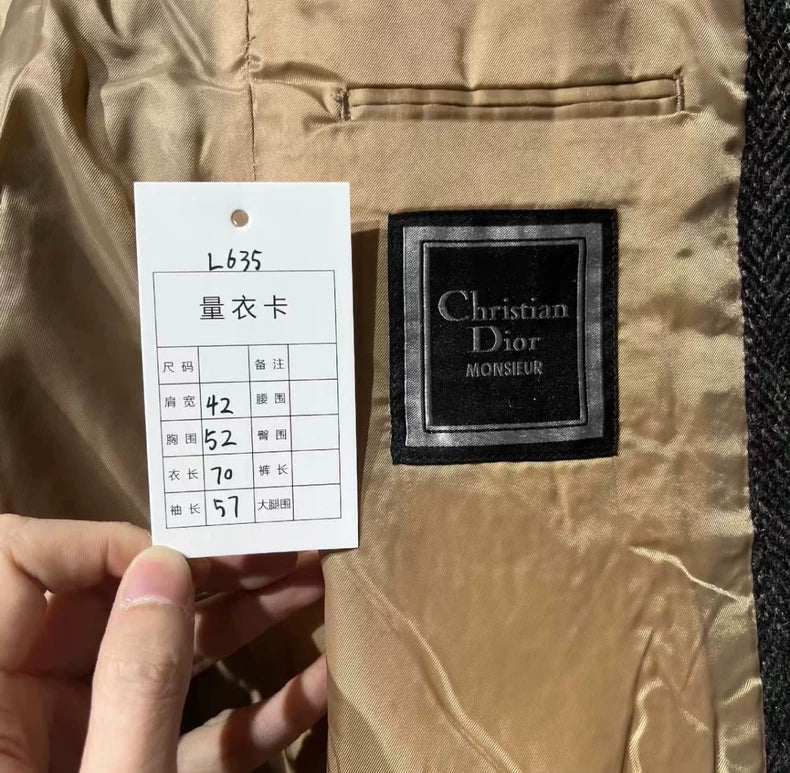 L635
量衣卡
尺码 备注
肩宽 42 腰围
胸围 52 臀围
衣长 70 裤长
袖长 57 大腿围
Christian
Dior
MONSIEUR